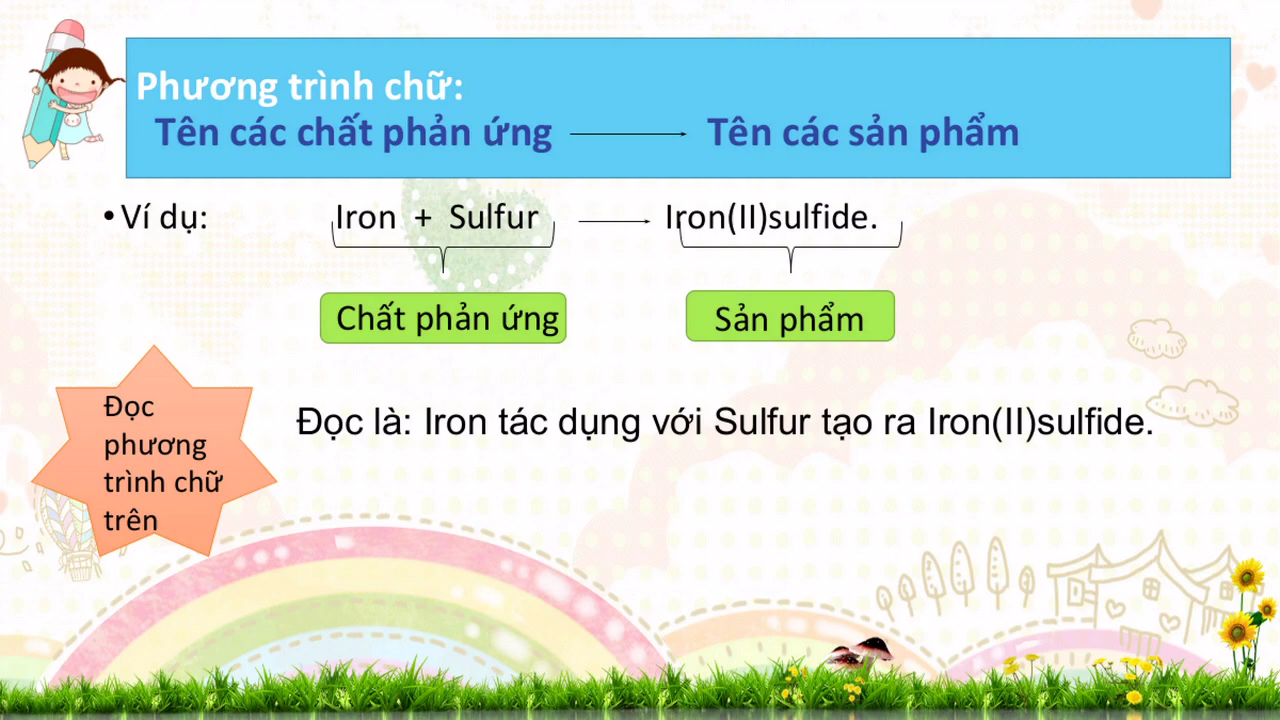 Phương trình chữ:
Tên các chất phản ứng → Tên các sản phẩm
• Ví dụ: Iron + Sulfur → Iron(II)sulfide.
Chất phản ứng Sản phẩm
Đọc
phương
trình chữ
trên
Đọc là: Iron tác dụng với Sulfur tạo ra Iron(II)sulfide.